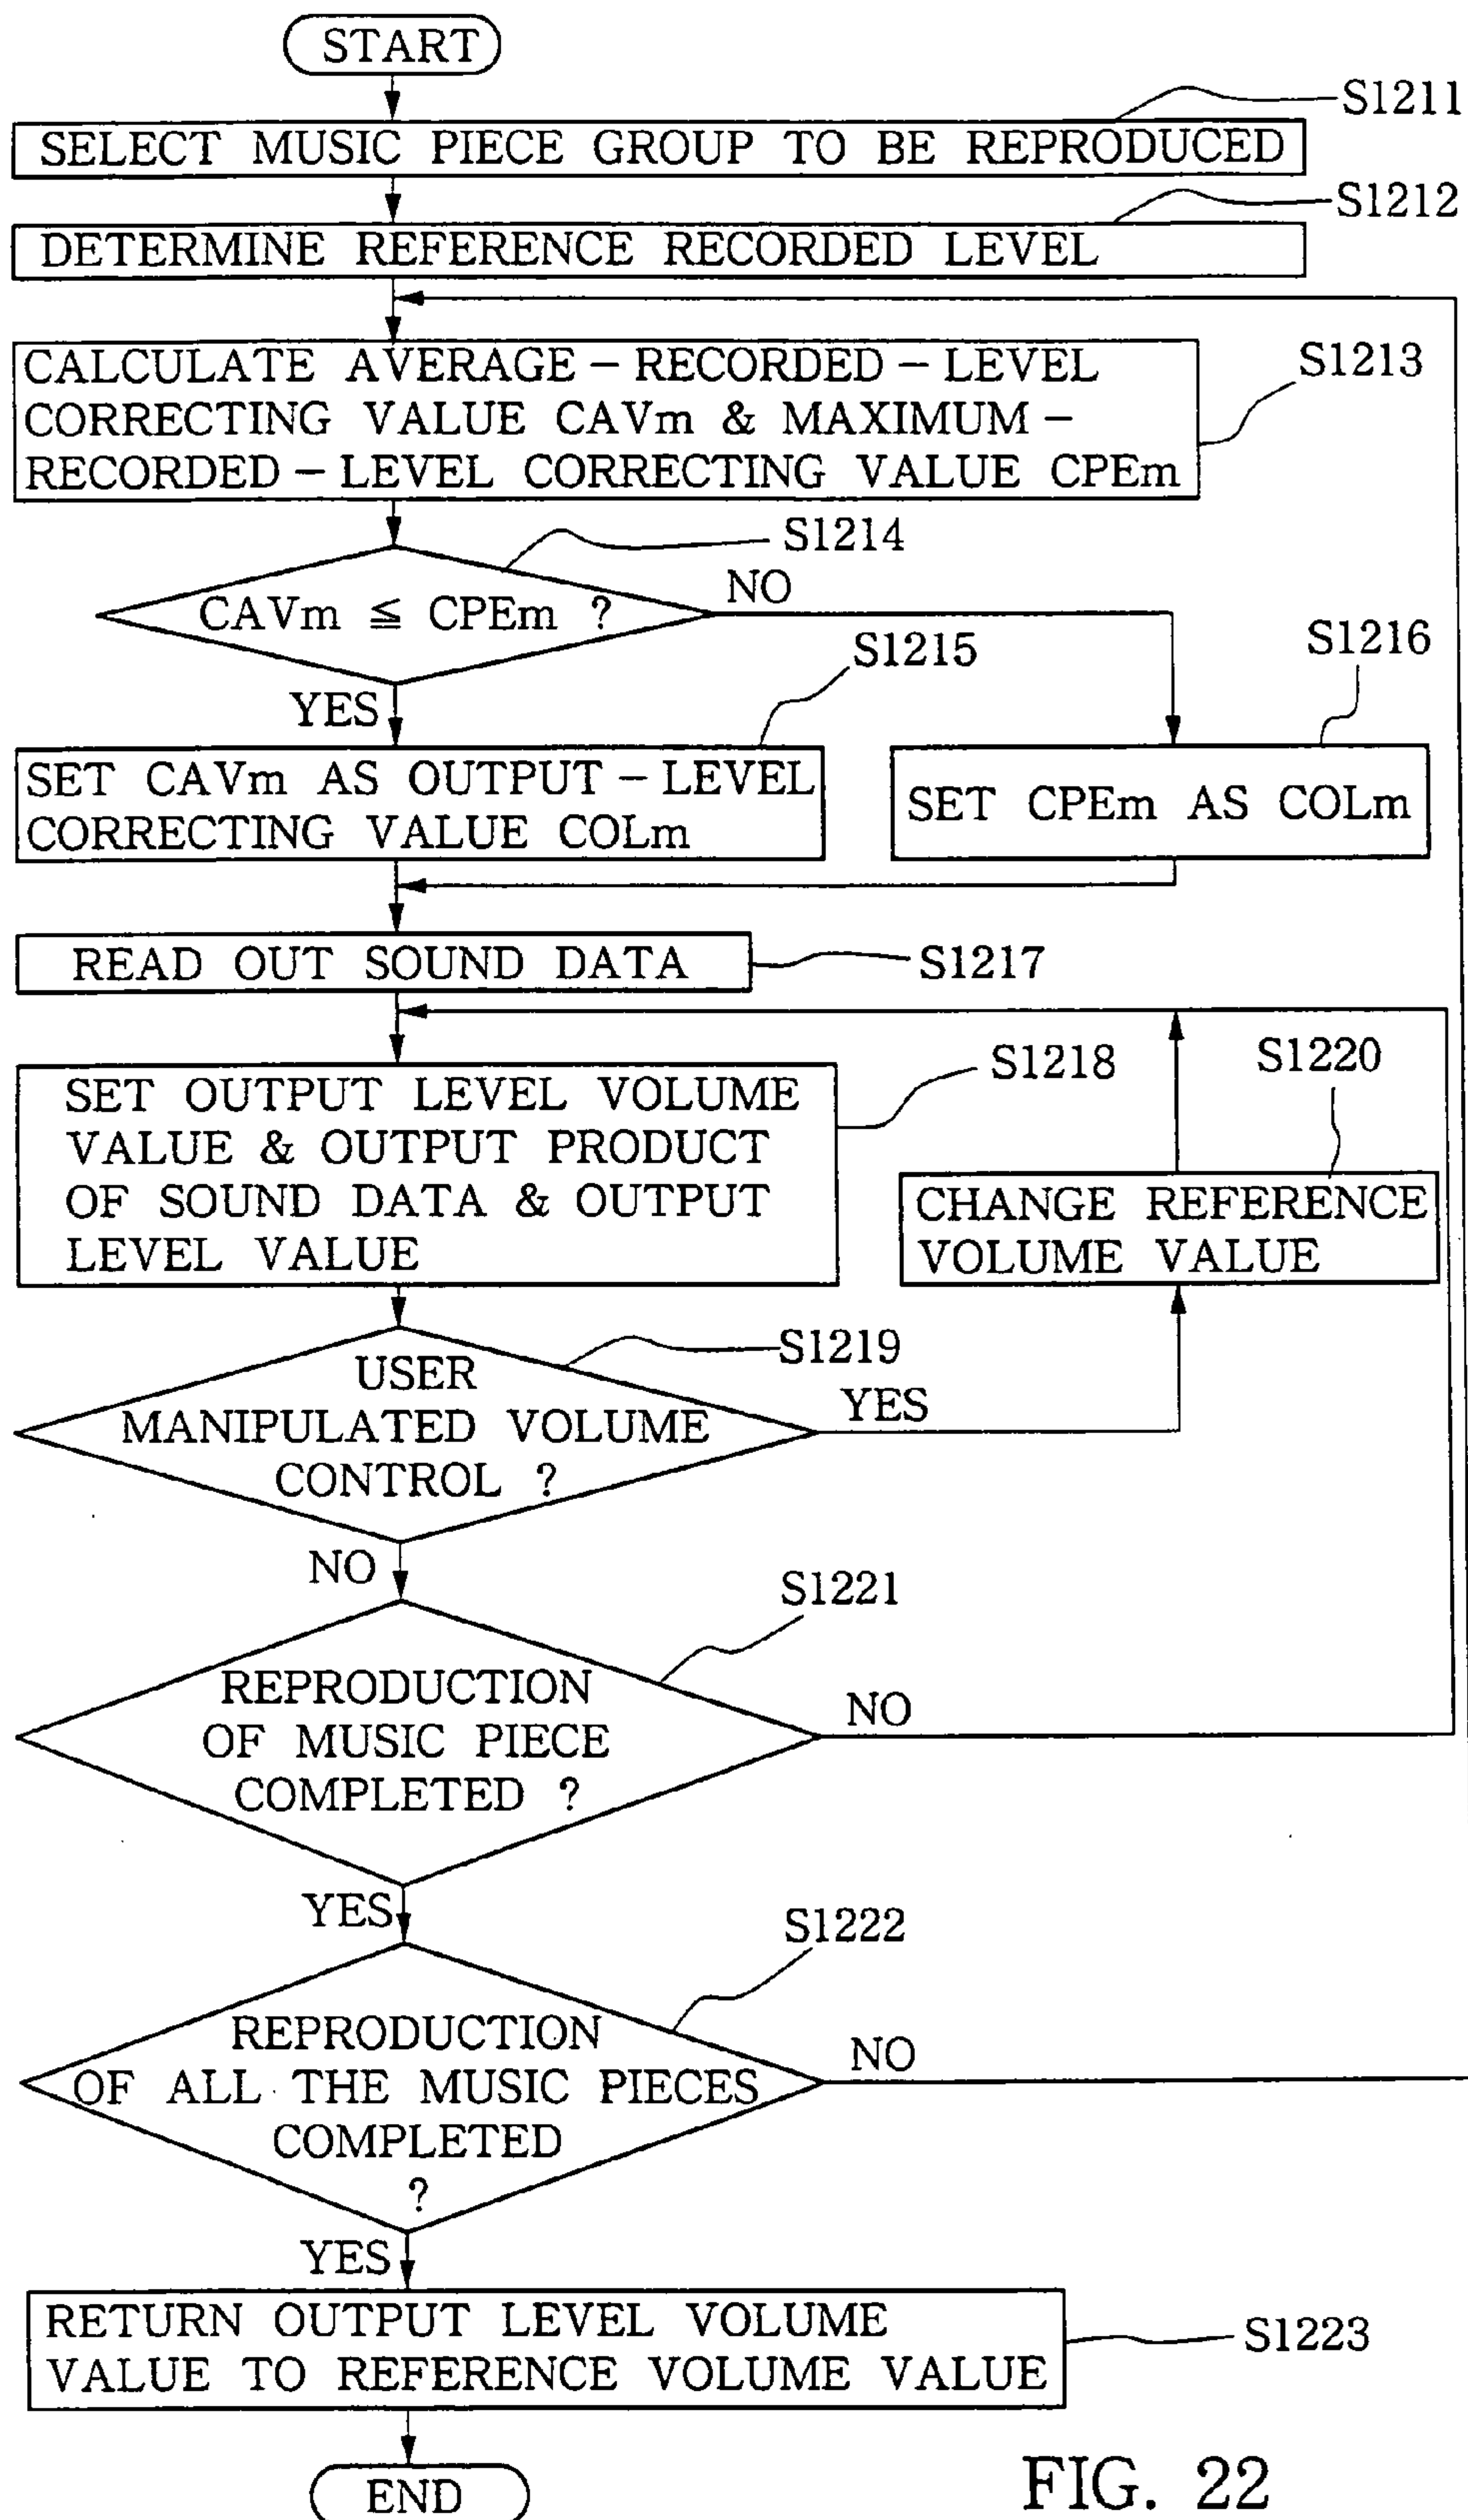 START
S1211
SELECT MUSIC PIECE GROUP TO BE REPRODUCED
S1212
DETERMINE REFERENCE RECORDED LEVEL
CALCULATE AVERAGE-RECORDED-LEVEL
CORRECTING VALUE CAVm & MAXIMUM-
RECORDED-LEVEL CORRECTING VALUE CPEm
S1213
S1214
CAVm ≦ CPEm ?
NO
YES
S1215
S1216
SET CAVm AS OUTPUT-LEVEL
CORRECTING VALUE COLm
SET CPEm AS COLm
READ OUT SOUND DATA
S1217
SET OUTPUT LEVEL VOLUME
VALUE & OUTPUT PRODUCT
OF SOUND DATA & OUTPUT
LEVEL VALUE
S1218
S1220
CHANGE REFERENCE
VOLUME VALUE
S1219
USER
MANIPULATED VOLUME
CONTROL ?
YES
NO
S1221
REPRODUCTION
OF MUSIC PIECE
COMPLETED ?
NO
YES
S1222
REPRODUCTION
OF ALL THE MUSIC PIECES
COMPLETED
?
NO
YES
RETURN OUTPUT LEVEL VOLUME
VALUE TO REFERENCE VOLUME VALUE
S1223
END
FIG. 22